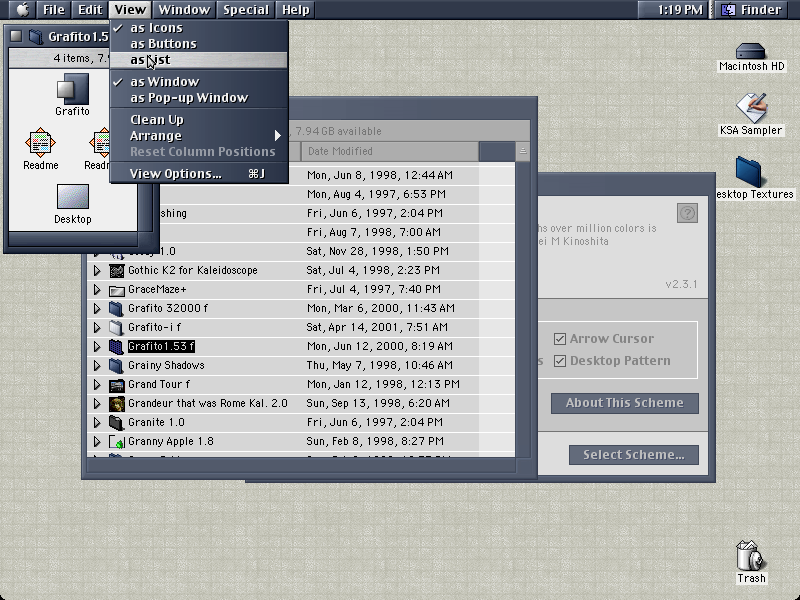 File Edit View Window Special Help 1:19 PM Finder
Grafito1.5
4 items, 7.9
Grafito
Readme
Readm
Desktop
✓ as Icons
as Buttons
as List
✓ as Window
as Pop-up Window
Clean Up
Arrange
Reset Column Positions
View Options... ⌘J
, 7.94 GB available
Date Modified
Mon, Jun 8, 1998, 12:44 AM
Mon, Aug 4, 1997, 6:53 PM
shing Fri, Jun 6, 1997, 2:04 PM
Fri, Aug 7, 1998, 7:00 AM
1.0 Sat, Nov 28, 1998, 1:50 PM
Gothic K2 for Kaleidoscope Sat, Jul 4, 1998, 2:23 PM
GraceMaze+ Fri, Jul 4, 1997, 7:40 PM
Grafito 32000 f Mon, Mar 6, 2000, 11:43 AM
Grafito-i f Sat, Apr 14, 2001, 7:51 AM
Grafito1.53 f Mon, Jun 12, 2000, 8:19 AM
Grainy Shadows Thu, May 7, 1998, 10:46 AM
Grand Tour f Mon, Jan 12, 1998, 12:13 PM
Grandeur that was Rome Kal. 2.0 Sun, Sep 13, 1998, 6:20 AM
Granite 1.0 Fri, Jun 6, 1997, 2:04 PM
Granny Apple 1.8 Sun, Feb 8, 1998, 8:27 PM
hs over million colors is
ei M Kinoshita
v2.3.1
Arrow Cursor
s Desktop Pattern
About This Scheme
Select Scheme...
Macintosh HD
KSA Sampler
esktop Textures
Trash